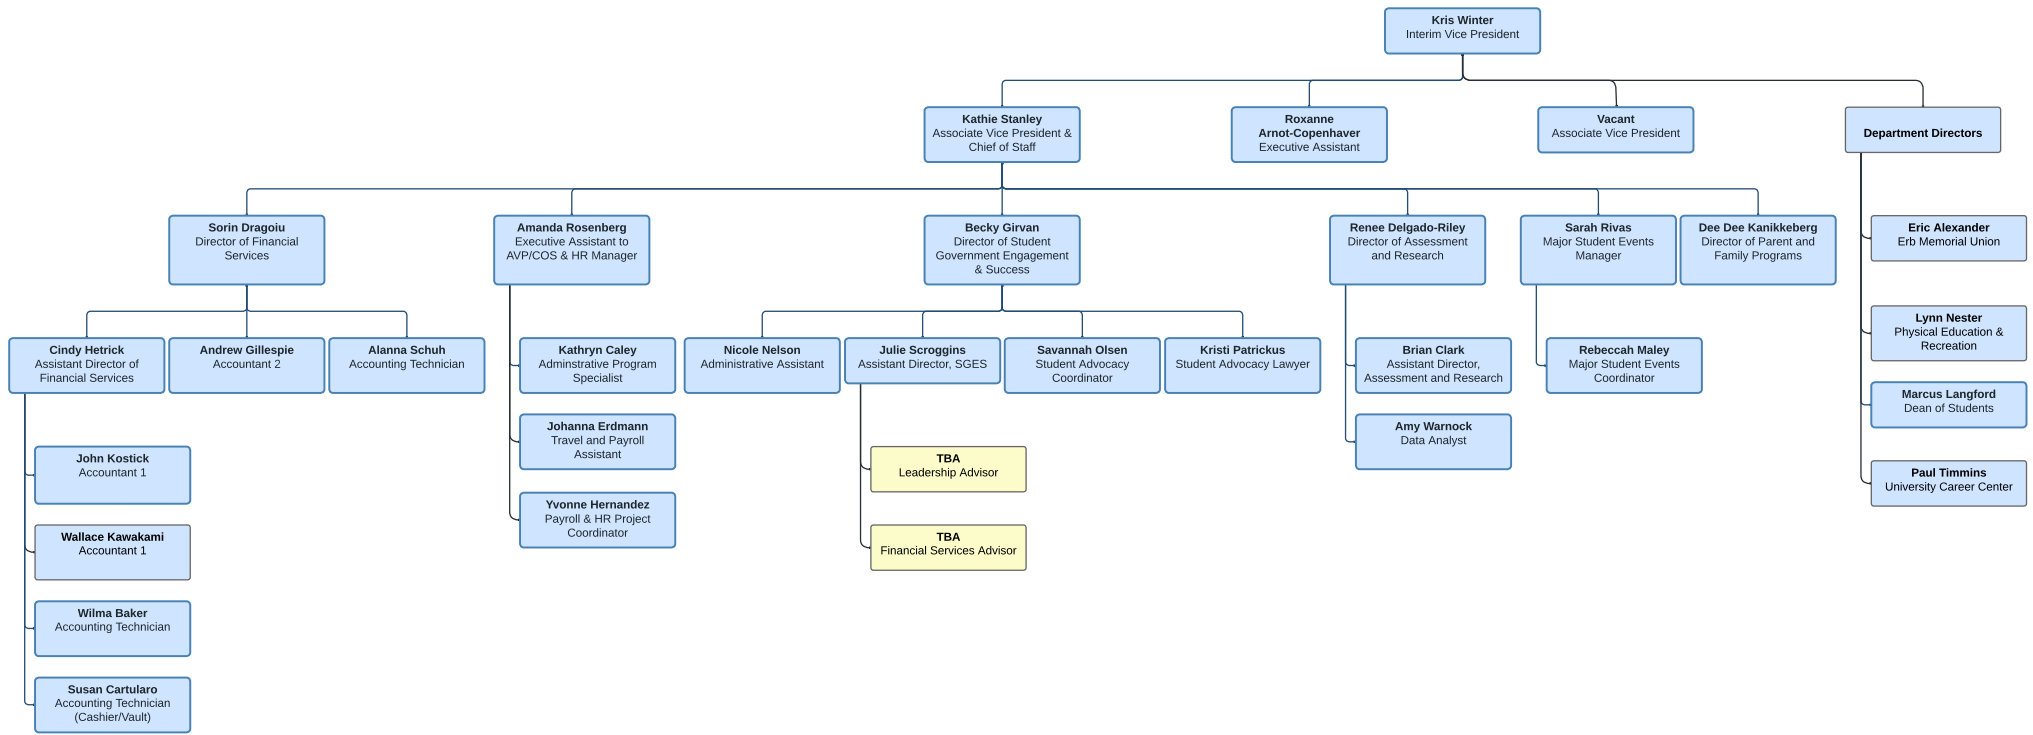 Kris Winter
Interim Vice President
Kathie Stanley
Associate Vice President &
Chief of Staff
Roxanne
Arnot-Copenhaver
Executive Assistant
Vacant
Associate Vice President
Department Directors
Sorin Dragoiu
Director of Financial
Services
Amanda Rosenberg
Executive Assistant to
AVP/COS & HR Manager
Becky Girvan
Director of Student
Government Engagement
& Success
Renee Delgado-Riley
Director of Assessment
and Research
Sarah Rivas
Major Student Events
Manager
Dee Dee Kanikkeberg
Director of Parent and
Family Programs
Eric Alexander
Erb Memorial Union
Lynn Nester
Physical Education &
Recreation
Marcus Langford
Dean of Students
Paul Timmins
University Career Center
Cindy Hetrick
Assistant Director of
Financial Services
Andrew Gillespie
Accountant 2
Alanna Schuh
Accounting Technician
Kathryn Caley
Adminstrative Program
Specialist
Nicole Nelson
Administrative Assistant
Julie Scroggins
Assistant Director, SGES
Savannah Olsen
Student Advocacy
Coordinator
Kristi Patrickus
Student Advocacy Lawyer
Brian Clark
Assistant Director,
Assessment and Research
Rebeccah Maley
Major Student Events
Coordinator
Johanna Erdmann
Travel and Payroll
Assistant
Amy Warnock
Data Analyst
John Kostick
Accountant 1
TBA
Leadership Advisor
Yvonne Hernandez
Payroll & HR Project
Coordinator
Wallace Kawakami
Accountant 1
TBA
Financial Services Advisor
Wilma Baker
Accounting Technician
Susan Cartularo
Accounting Technician
(Cashier/Vault)